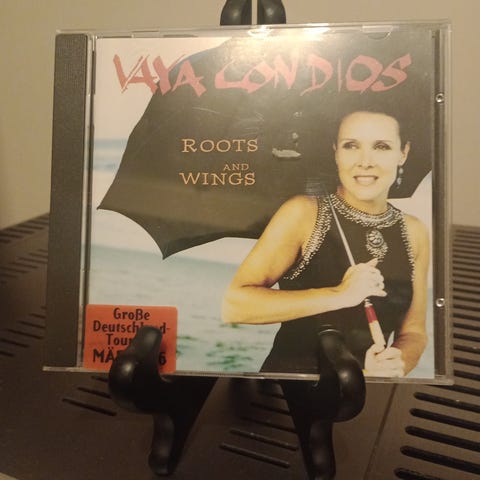 VAYA CON DIOS
ROOTS
AND
WINGS
Große
Deutschland-